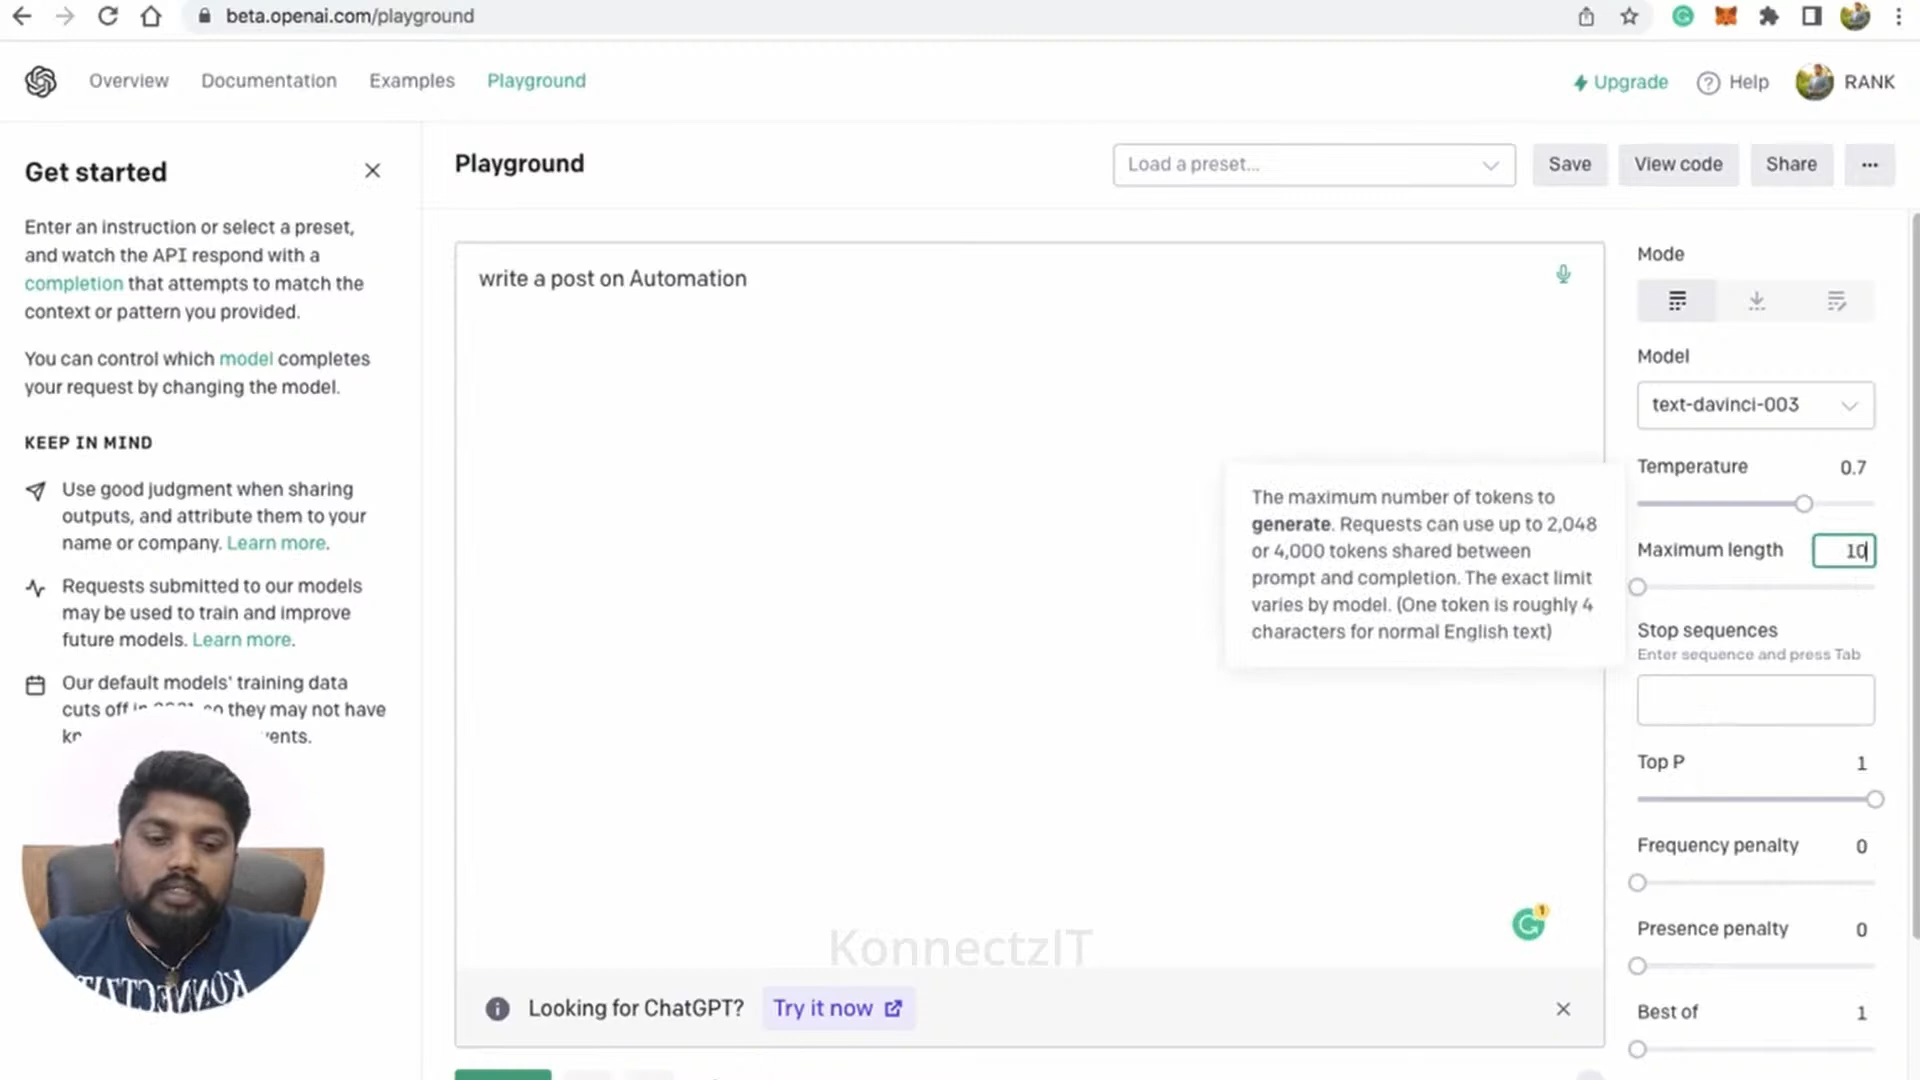 beta.openai.com/playground
Overview
Documentation
Examples
Playground
Upgrade
Help
RANK
Get started
Enter an instruction or select a preset,
and watch the API respond with a
completion that attempts to match the
context or pattern you provided.
You can control which model completes
your request by changing the model.
KEEP IN MIND
Use good judgment when sharing
outputs, and attribute them to your
name or company. Learn more.
Requests submitted to our models
may be used to train and improve
future models. Learn more.
Our default models' training data
cuts off in so they may not have
Playground
Load a preset...
Save
View code
Share
write a post on Automation
The maximum number of tokens to
generate. Requests can use up to 2,048
or 4,000 tokens shared between
prompt and completion. The exact limit
varies by model. (One token is roughly 4
characters for normal English text)
Mode
Model
text-davinci-003
Temperature 0.7
Maximum length 10
Stop sequences
Enter sequence and press Tab
Top P 1
Frequency penalty 0
Presence penalty 0
Best of 1
1
KonnectzIT
Looking for ChatGPT? Try it now
KONNECTZIT